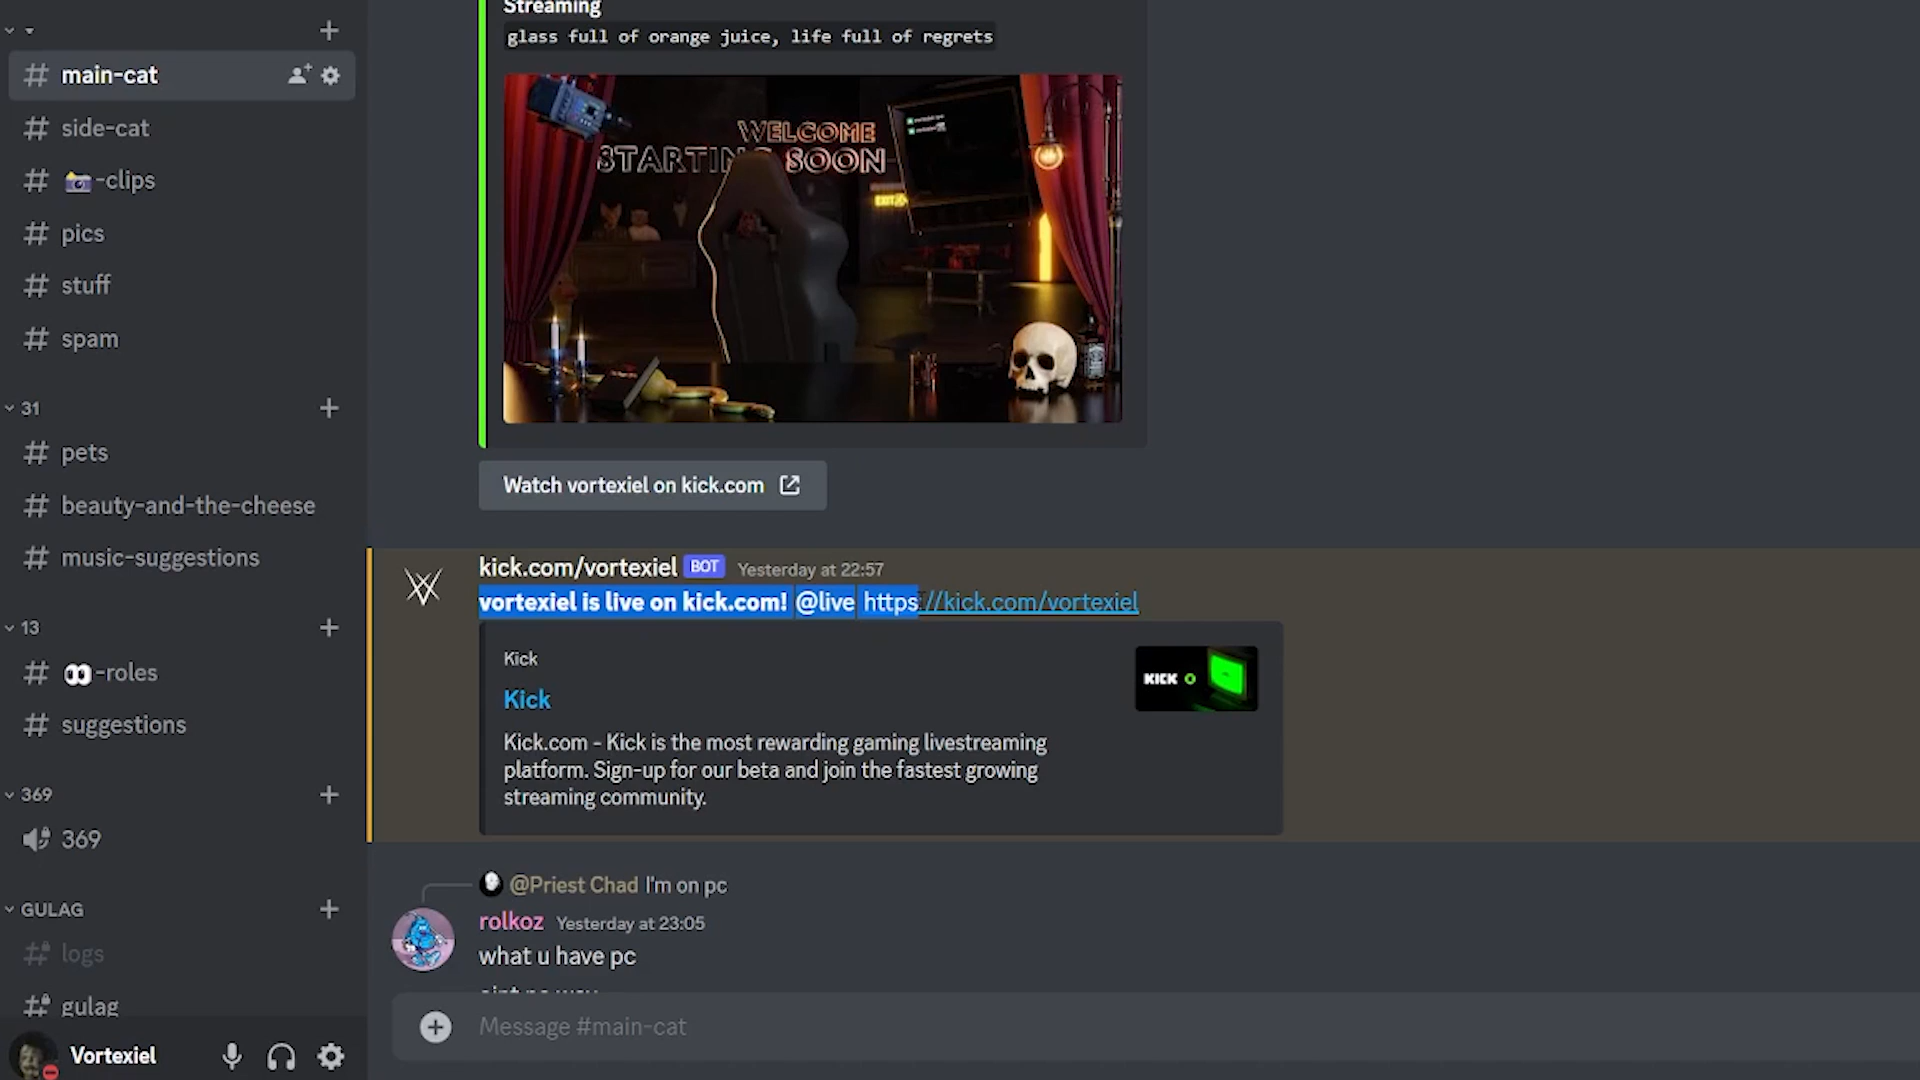 main-cat
side-cat
-clips
pics
stuff
spam
31
pets
beauty-and-the-cheese
music-suggestions
13
-roles
suggestions
369
369
GULAG
logs
gulag
Vortexiel
Streaming
glass full of orange juice, life full of regrets
WELCOME
STARTING SOON
EXIT
Watch vortexiel on kick.com
kick.com/vortexiel BOT Yesterday at 22:57
vortexiel is live on kick.com! @live https://kick.com/vortexiel
Kick
Kick
Kick.com - Kick is the most rewarding gaming livestreaming
platform. Sign-up for our beta and join the fastest growing
streaming community.
KICK
@Priest Chad I'm on pc
rolkoz Yesterday at 23:05
what u have pc
Message #main-cat